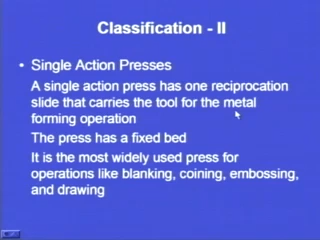 Classification - II
• Single Action Presses
A single action press has one reciprocation
slide that carries the tool for the metal
forming operation
The press has a fixed bed
It is the most widely used press for
operations like blanking, coining, embossing,
and drawing